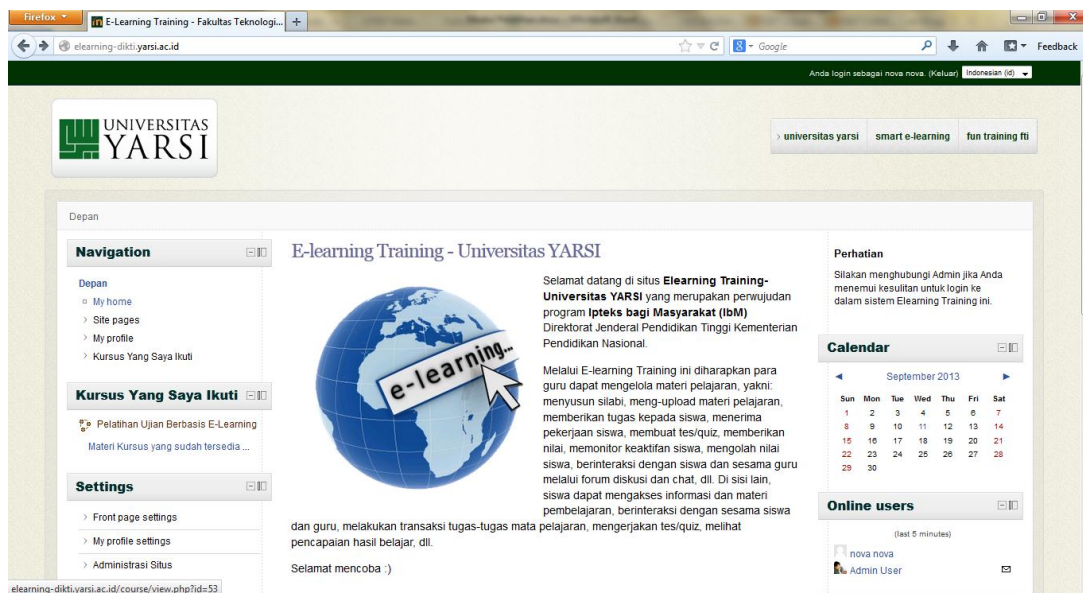 Firefox
E-Learning Training - Fakultas Teknologi...
elearning-dikti.yarsi.ac.id
Google
Feedback
Anda login sebagai nova nova. (Keluar)
Indonesian (id)
UNIVERSITAS
YARSI
universitas yarsi smart e-learning fun training fti
Depan
Navigation
Depan
My home
Site pages
My profile
Kursus Yang Saya Ikuti
Kursus Yang Saya Ikuti
Pelatihan Ujian Berbasis E-Learning
Materi Kursus yang sudah tersedia ...
Settings
Front page settings
My profile settings
Administrasi Situs
E-learning Training - Universitas YARSI
e-learning...
Selamat datang di situs Elearning Training-
Universitas YARSI yang merupakan perwujudan
program Ipteks bagi Masyarakat (IbM)
Direktorat Jenderal Pendidikan Tinggi Kementerian
Pendidikan Nasional.
Melalui E-learning Training ini diharapkan para
guru dapat mengelola materi pelajaran, yakni:
menyusun silabi, meng-upload materi pelajaran,
memberikan tugas kepada siswa, menerima
pekerjaan siswa, membuat tes/quiz, memberikan
nilai, memonitor keaktifan siswa, mengolah nilai
siswa, berinteraksi dengan siswa dan sesama guru
melalui forum diskusi dan chat, dll. Di sisi lain,
siswa dapat mengakses informasi dan materi
pembelajaran, berinteraksi dengan sesama siswa
dan guru, melakukan transaksi tugas-tugas mata pelajaran, mengerjakan tes/quiz, melihat
pencapaian hasil belajar, dll.
Selamat mencoba :)
Perhatian
Silakan menghubungi Admin jika Anda
menemui kesulitan untuk login ke
dalam sistem Elearning Training ini.
Calendar
September 2013
Sun Mon Tue Wed Thu Fri Sat
1 2 3 4 5 6 7
8 9 10 11 12 13 14
15 16 17 18 19 20 21
22 23 24 25 26 27 28
29 30
Online users
(last 5 minutes)
nova nova
Admin User
elearning-dikti.yarsi.ac.id/course/view.php?id=53